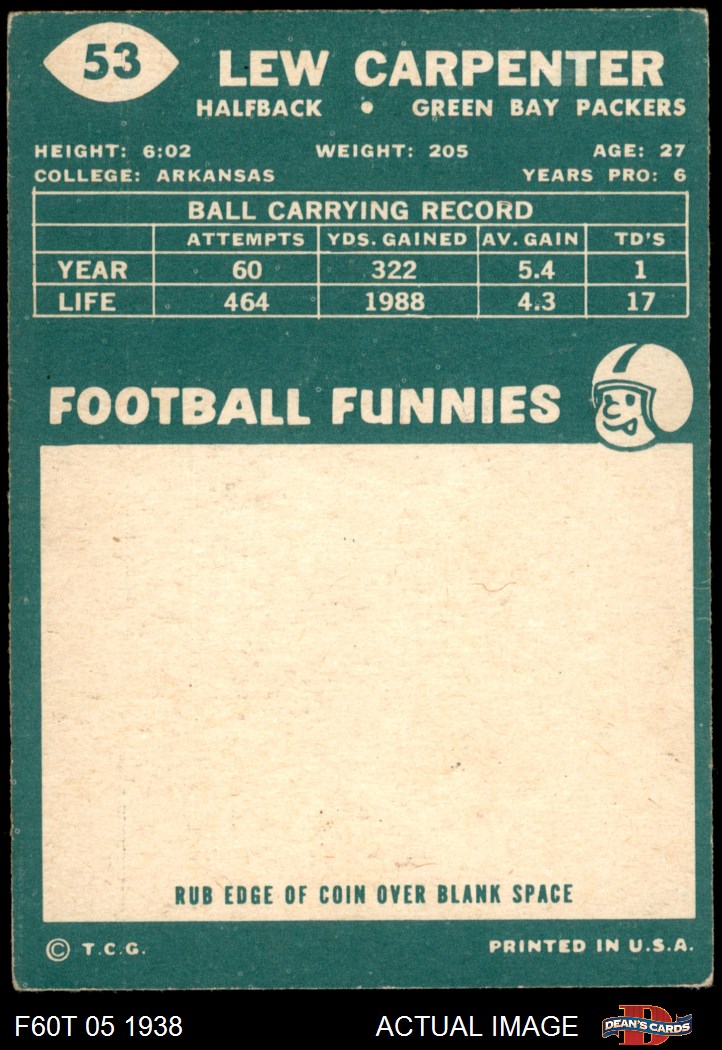 53
LEW CARPENTER
HALFBACK • GREEN BAY PACKERS
HEIGHT: 6:02 WEIGHT: 205 AGE: 27
COLLEGE: ARKANSAS YEARS PRO: 6
BALL CARRYING RECORD
ATTEMPTS YDS. GAINED AV. GAIN TD'S
YEAR 60 322 5.4 1
LIFE 464 1988 4.3 17
FOOTBALL FUNNIES
RUB EDGE OF COIN OVER BLANK SPACE
© T.C.G. PRINTED IN U.S.A.
F60T 05 1938 ACTUAL IMAGE D DEAN'S CARDS